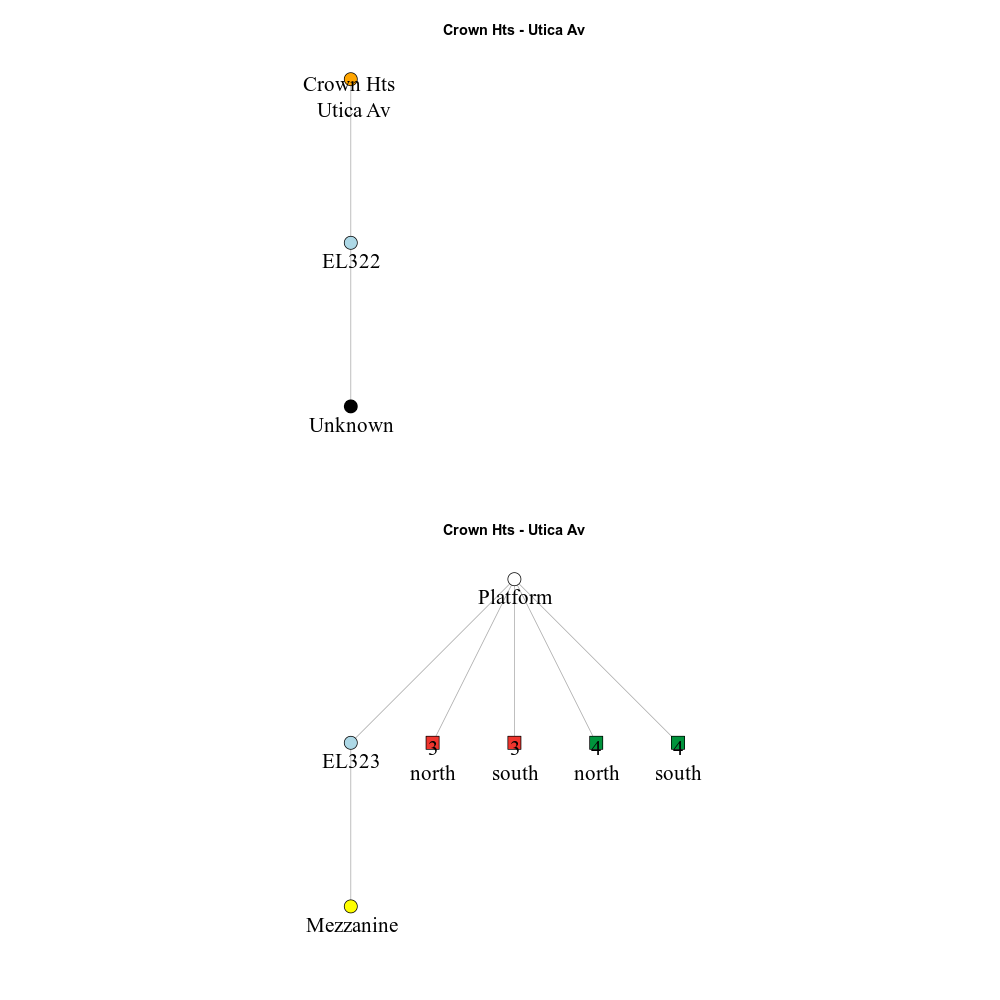 Crown Hts - Utica Av
Crown Hts
Utica Av
EL322
Unknown
Crown Hts - Utica Av
Platform
EL323
3
north
3
south
4
north
4
south
Mezzanine